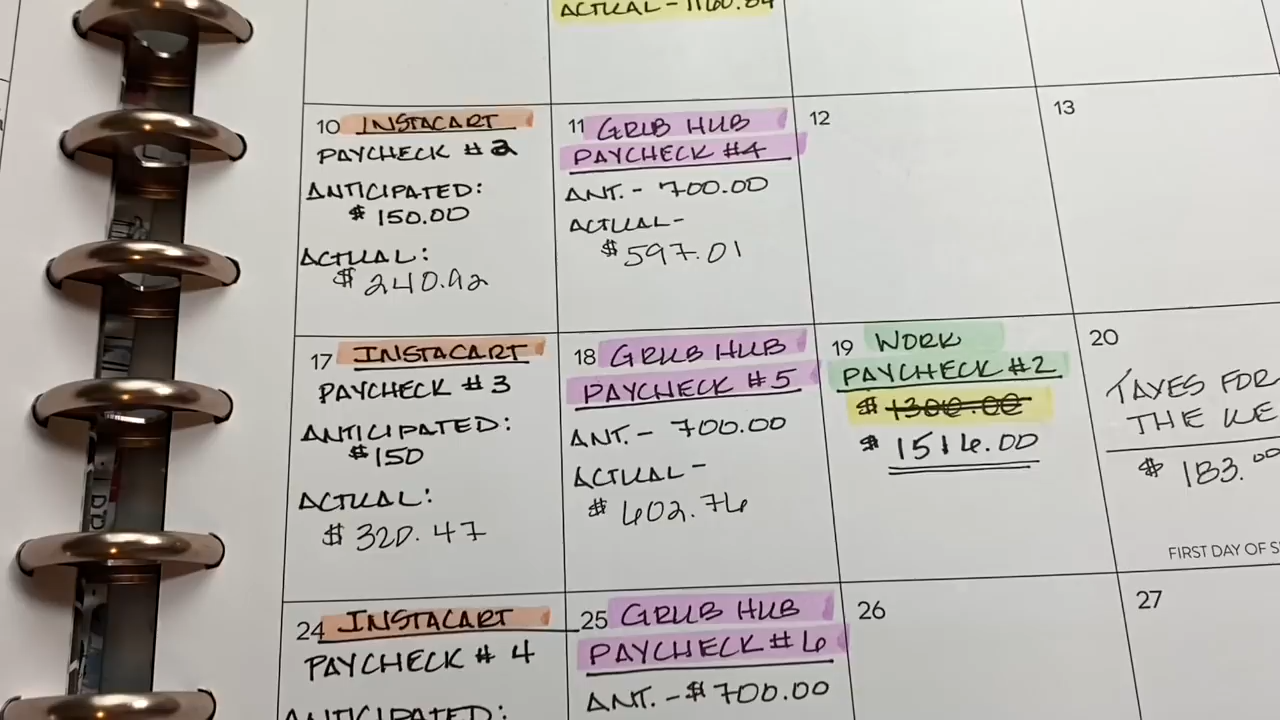 10 INSTACART
PAYCHECK #2
ANTICIPATED:
$ 150.00
ACTUAL:
$ 240.92
11 GRUB HUB
PAYCHECK #4
ANT. - 700.00
ACTUAL -
$ 597.01
12
13
17 INSTACART
PAYCHECK #3
ANTICIPATED:
$150
ACTUAL:
$ 320.47
18 GRUB HUB
PAYCHECK #5
ANT. - 700.00
ACTUAL -
$ 602.76
19 WORK
PAYCHECK #2
$ 1300.00
$ 1516.00
20
TAXES FOR
THE WE
$ 183.00
FIRST DAY OF S
24 INSTACART
PAYCHECK # 4
ANTICIPATED:
25 GRUB HUB
PAYCHECK #6
ANT. - $700.00
26
27